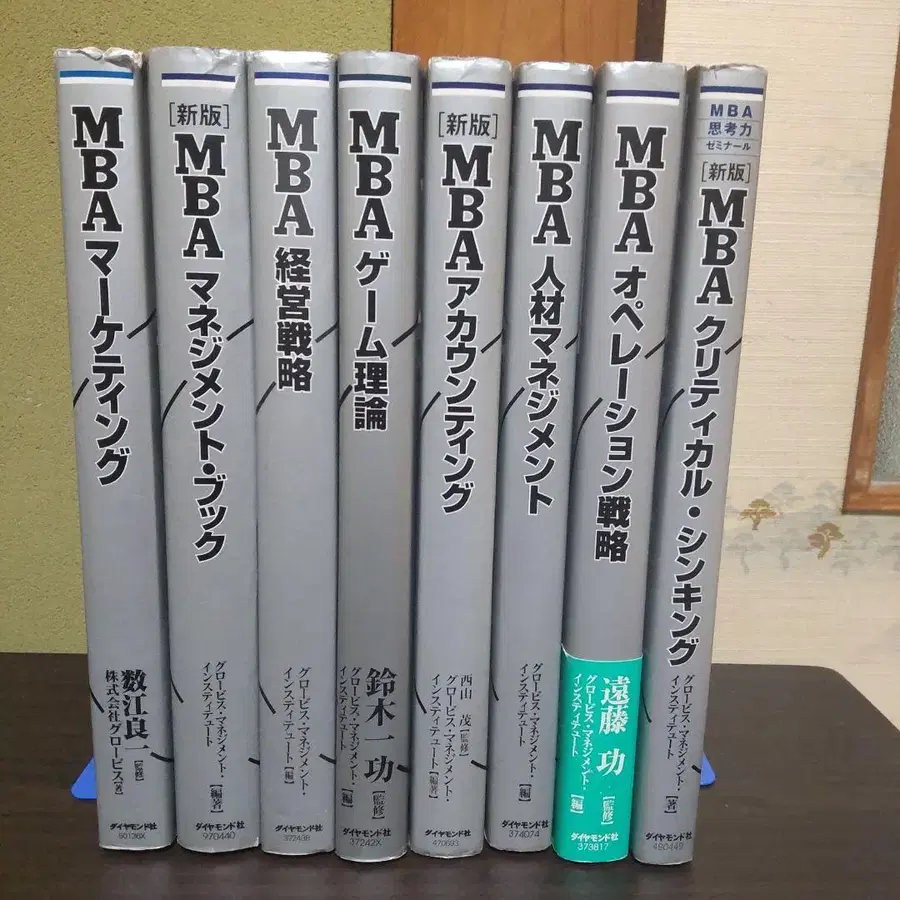 MBAマーケティング
数江良一[監修]
株式会社グロービス[著]
ダイヤモンド社
60136X
[新版]
MBAマネジメント・ブック
グロービス・マネジメント・
インスティテュート
[編著]
ダイヤモンド社
970440
MBA経営戦略
グロービス・マネジメント・
インスティテュート[編]
ダイヤモンド社
37243B
MBAゲーム理論
鈴木一功[監修]
グロービス・マネジメント・
インスティテュート[編]
ダイヤモンド社
37242X
[新版]
MBAアカウンティング
西山 茂[監修]
グロービス・マネジメント・
インスティテュート[編著]
ダイヤモンド社
470693
MBA人材マネジメント
グロービス・マネジメント・
インスティテュート
[編]
ダイヤモンド社
374074
MBAオペレーション戦略
遠藤 功[監修]
グロービス・マネジメント・
インスティテュート[編]
ダイヤモンド社
373817
MBA
思考力
ゼミナール
[新版]
MBAクリティカル・シンキング
グロービス・マネジメント・
インスティテュート
[著]
ダイヤモンド社
490449